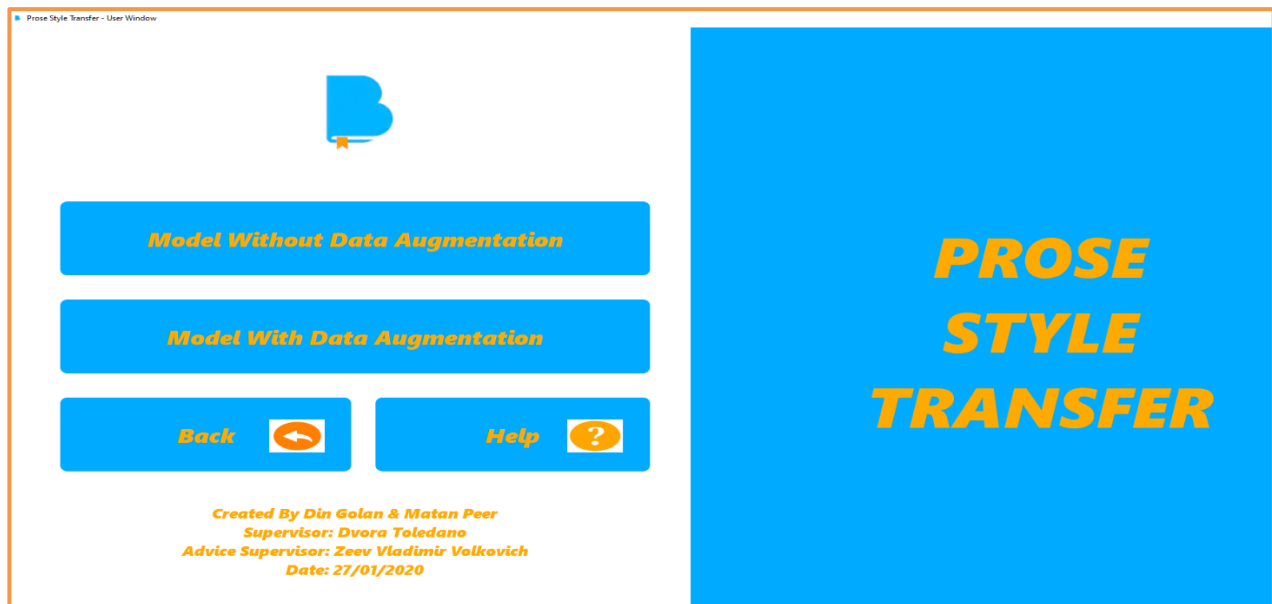 Prose Style Transfer - User Window
Model Without Data Augmentation
Model With Data Augmentation
Back
Help
?
Created By Din Golan & Matan Peer
Supervisor: Dvora Toledano
Advice Supervisor: Zeev Vladimir Volkovich
Date: 27/01/2020
PROSE
STYLE
TRANSFER